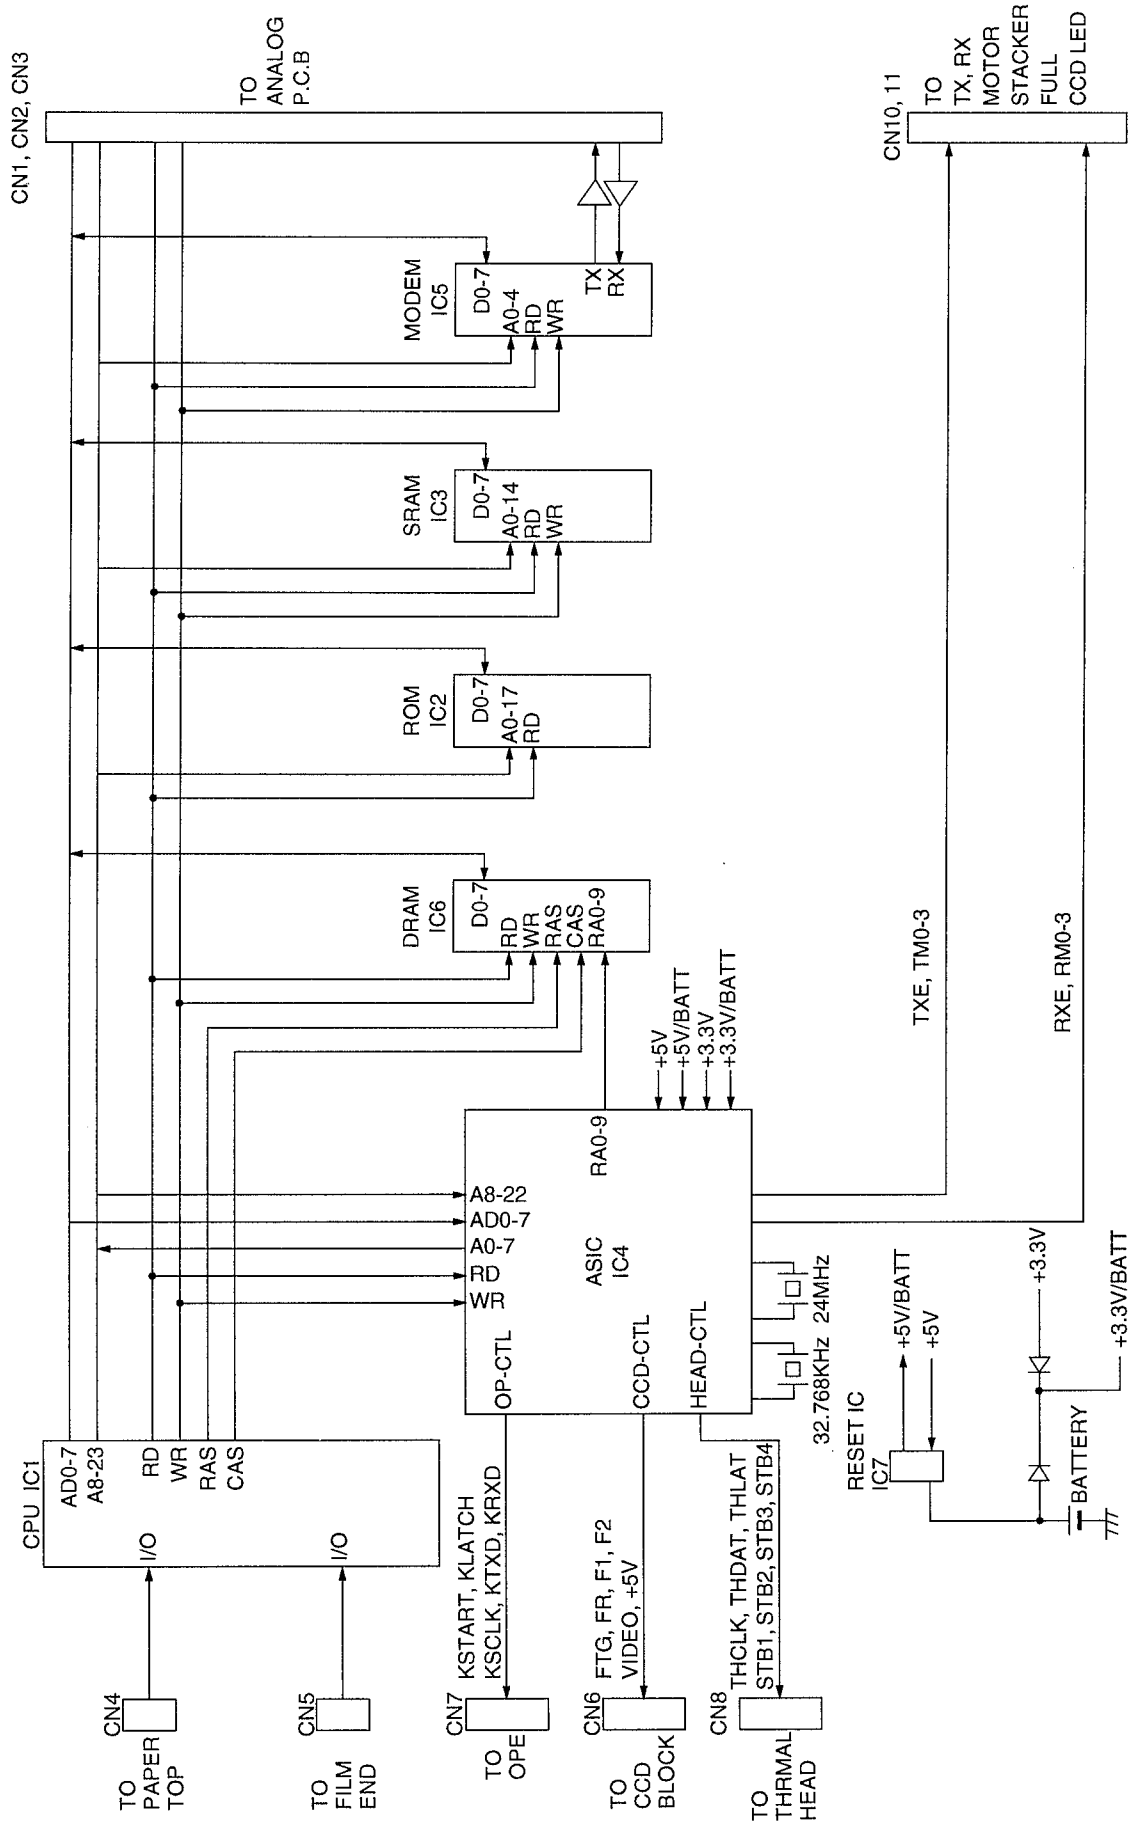 CN1, CN2, CN3
TO
ANALOG
P.C.B
CN10, 11
TO
TX, RX
MOTOR
STACKER
FULL
CCD LED
MODEM
IC5
D0-7
A0-4
RD
WR
TX
RX
SRAM
IC3
D0-7
A0-14
RD
WR
ROM
IC2
D0-7
A0-17
RD
DRAM
IC6
D0-7
RD
WR
RAS
CAS
RA0-9
TXE, TM0-3
RXE, RM0-3
+5V
+5V/BATT
+3.3V
+3.3V/BATT
RA0-9
A8-22
AD0-7
A0-7
RD
WR
ASIC
IC4
OP-CTL
CCD-CTL
HEAD-CTL
32.768KHz
24MHz
CPU IC1
AD0-7
A8-23
RD
WR
RAS
CAS
I/O
I/O
RESET IC
IC7
+5V/BATT
+5V
+3.3V
+3.3V/BATT
BATTERY
CN4
TO
PAPER
TOP
CN5
TO
FILM
END
CN7
TO
OPE
KSTART, KLATCH
KSCLK, KTXD, KRXD
CN6
TO
CCD
BLOCK
FTG, FR, F1, F2
VIDEO, +5V
CN8
TO
THRMAL
HEAD
THCLK, THDAT, THLAT
STB1, STB2, STB3, STB4